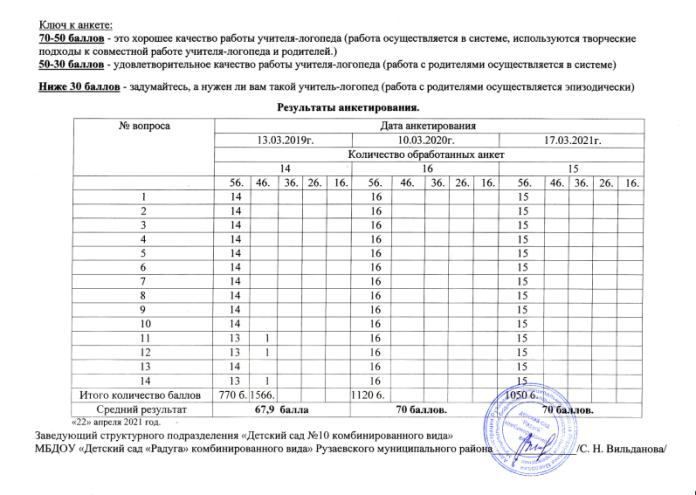 Ключ к анкете:
70-50 баллов - это хорошее качество работы учителя-логопеда (работа осуществляется в системе, используются творческие
подходы к совместной работе учителя-логопеда и родителей.)
50-30 баллов - удовлетворительное качество работы учителя-логопеда (работа с родителями осуществляется в системе)
Ниже 30 баллов - задумайтесь, а нужен ли вам такой учитель-логопед (работа с родителями осуществляется эпизодически)
Результаты анкетирования.
№ вопроса Дата анкетирования
13.03.2019г. 10.03.2020г. 17.03.2021г.
Количество обработанных анкет
14 16 15
5б. 4б. 3б. 2б. 1б. 5б. 4б. 3б. 2б. 1б. 5б. 4б. 3б. 2б. 1б.
1 14 16 15
2 14 16 15
3 14 16 15
4 14 16 15
5 14 16 15
6 14 16 15
7 14 16 15
8 14 16 15
9 14 16 15
10 14 16 15
11 13 1 16 15
12 13 1 16 15
13 14 16 15
14 13 1 16 15
Итого количество баллов 770 б. 156б. 1120 б. 1050 б.
Средний результат 67,9 балла 70 баллов. 70 баллов.
«22» апреля 2021 год.
Заведующий структурного подразделения «Детский сад №10 комбинированного вида»
МБДОУ «Детский сад «Радуга» комбинированного вида» Рузаевского муниципального района /С. Н. Вильданова/